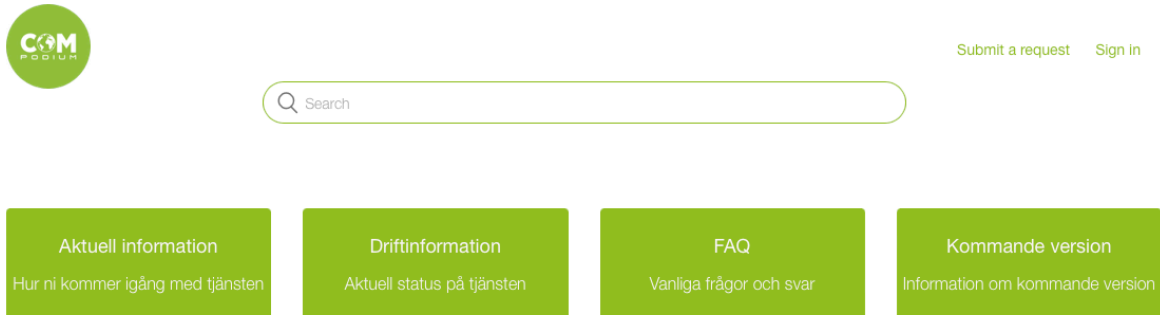 COM
PODIUM
Submit a request Sign in
Search
Aktuell information
Hur ni kommer igång med tjänsten
Driftinformation
Aktuell status på tjänsten
FAQ
Vanliga frågor och svar
Kommande version
Information om kommande version